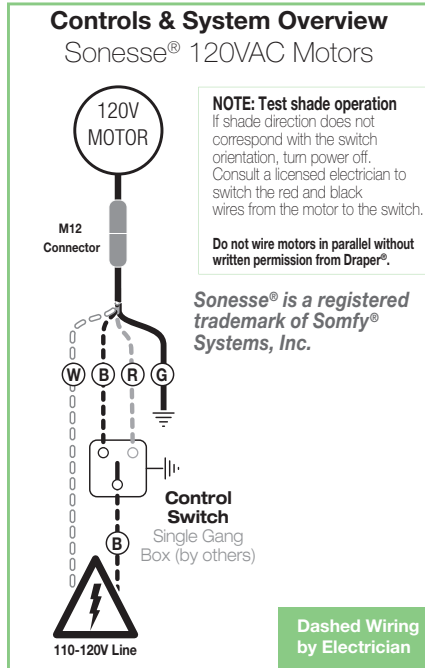 Controls & System Overview
Sonesse® 120VAC Motors
120V
MOTOR
NOTE: Test shade operation
If shade direction does not
correspond with the switch
orientation, turn power off.
Consult a licensed electrician to
switch the red and black
wires from the motor to the switch.
Do not wire motors in parallel without
written permission from Draper®.
M12
Connector
Sonesse® is a registered
trademark of Somfy®
Systems, Inc.
W B R G
Control
Switch
Single Gang
Box (by others)
B
110-120V Line
Dashed Wiring
by Electrician